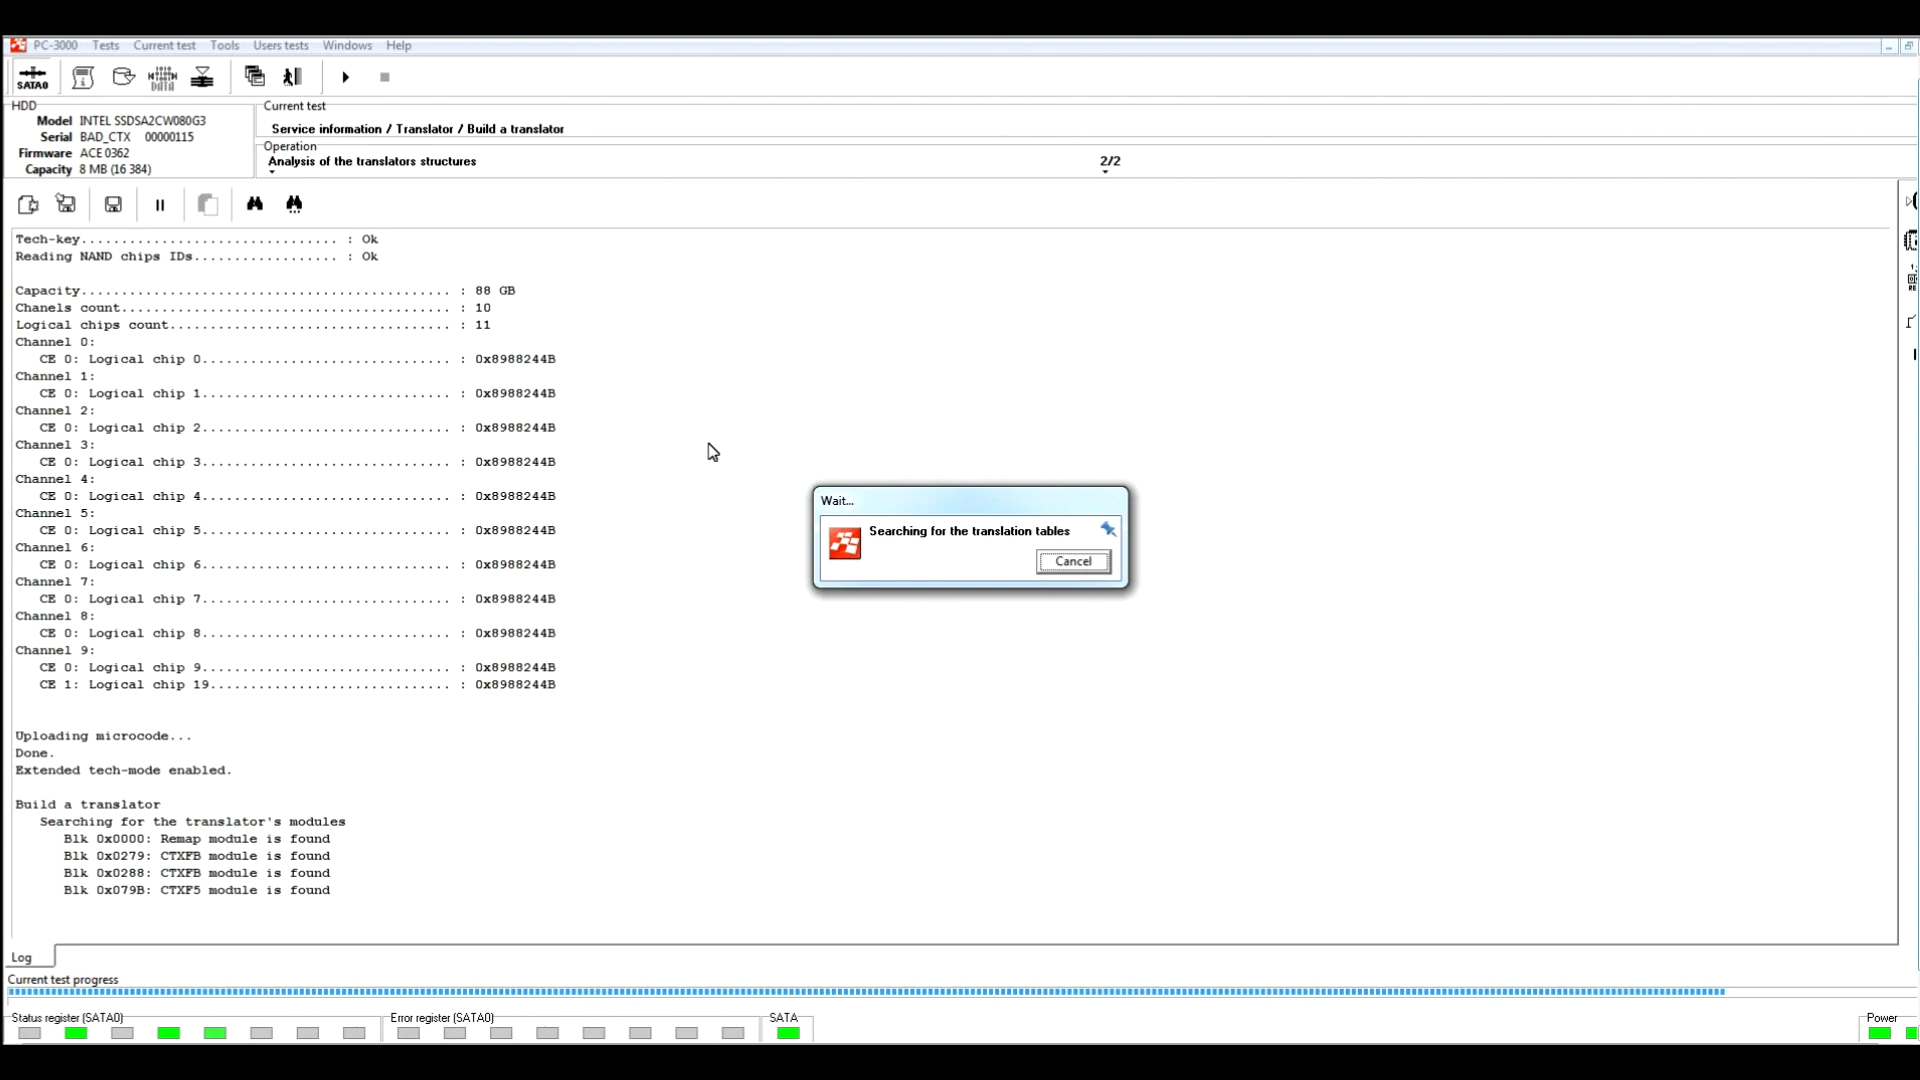 PC-3000 Tests Current test Tools Users tests Windows Help
SATA0
HDD
Model INTEL SSDSA2CW080G3
Serial BAD_CTX 00000115
Firmware ACE0362
Capacity 8 MB (16 384)
Current test
Service information / Translator / Build a translator
Operation
Analysis of the translators structures 2/2
Tech-key................................ : Ok
Reading NAND chips IDs.................. : Ok
Capacity.............................................. : 88 GB
Chanels count......................................... : 10
Logical chips count................................... : 11
Channel 0:
CE 0: Logical chip 0............................... : 0x8988244B
Channel 1:
CE 0: Logical chip 1............................... : 0x8988244B
Channel 2:
CE 0: Logical chip 2............................... : 0x8988244B
Channel 3:
CE 0: Logical chip 3............................... : 0x8988244B
Channel 4:
CE 0: Logical chip 4............................... : 0x8988244B
Channel 5:
CE 0: Logical chip 5............................... : 0x8988244B
Channel 6:
CE 0: Logical chip 6............................... : 0x8988244B
Channel 7:
CE 0: Logical chip 7............................... : 0x8988244B
Channel 8:
CE 0: Logical chip 8............................... : 0x8988244B
Channel 9:
CE 0: Logical chip 9............................... : 0x8988244B
CE 1: Logical chip 19.............................. : 0x8988244B
Uploading microcode...
Done.
Extended tech-mode enabled.
Build a translator
Searching for the translator's modules
Blk 0x0000: Remap module is found
Blk 0x0279: CTXFB module is found
Blk 0x0288: CTXFB module is found
Blk 0x079B: CTXF5 module is found
Wait...
Searching for the translation tables
Cancel
Log
Current test progress
Status register (SATA0) Error register (SATA0) SATA Power